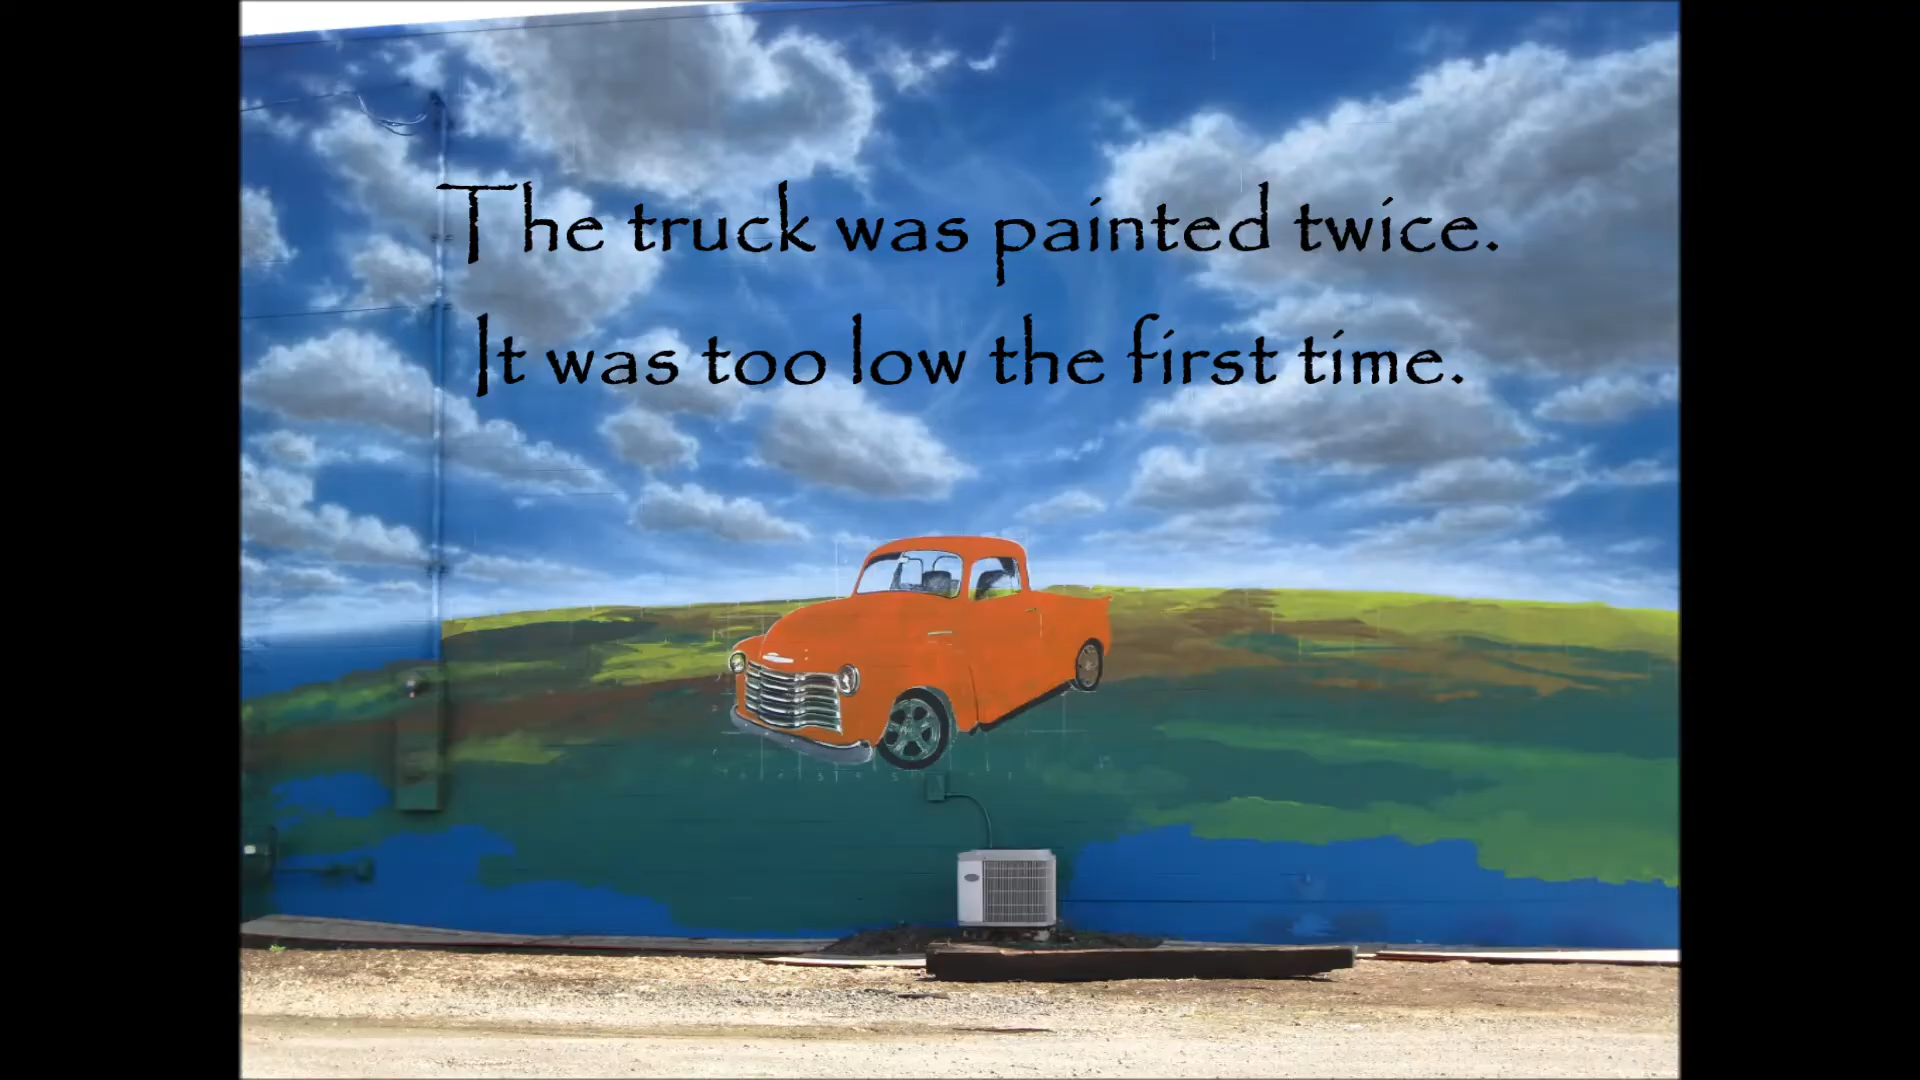 The truck was painted twice.
It was too low the first time.